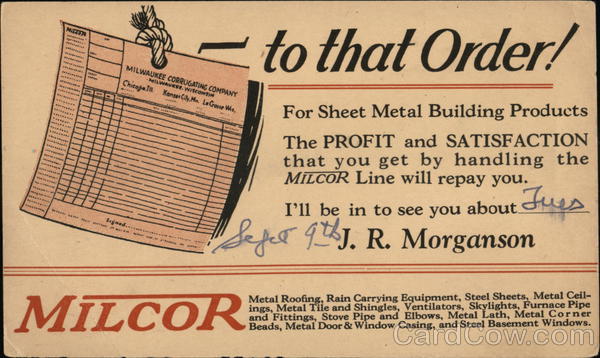 — to that Order!
MILCOR
MILWAUKEE CORRUGATING COMPANY
MILWAUKEE, WISCONSIN
Chicago, Ill. Kansas City, Mo. La Crosse Wis.
Signed
For Sheet Metal Building Products
The PROFIT and SATISFACTION
that you get by handling the
MILCOR Line will repay you.
I'll be in to see you about Tues
Sept 9th J. R. Morganson
MILCOR
Metal Roofing, Rain Carrying Equipment, Steel Sheets, Metal Ceil-
ings, Metal Tile and Shingles, Ventilators, Skylights, Furnace Pipe
and Fittings, Stove Pipe and Elbows, Metal Lath, Metal Corner
Beads, Metal Door & Window Casing, and Steel Basement Windows.
CardCow.com